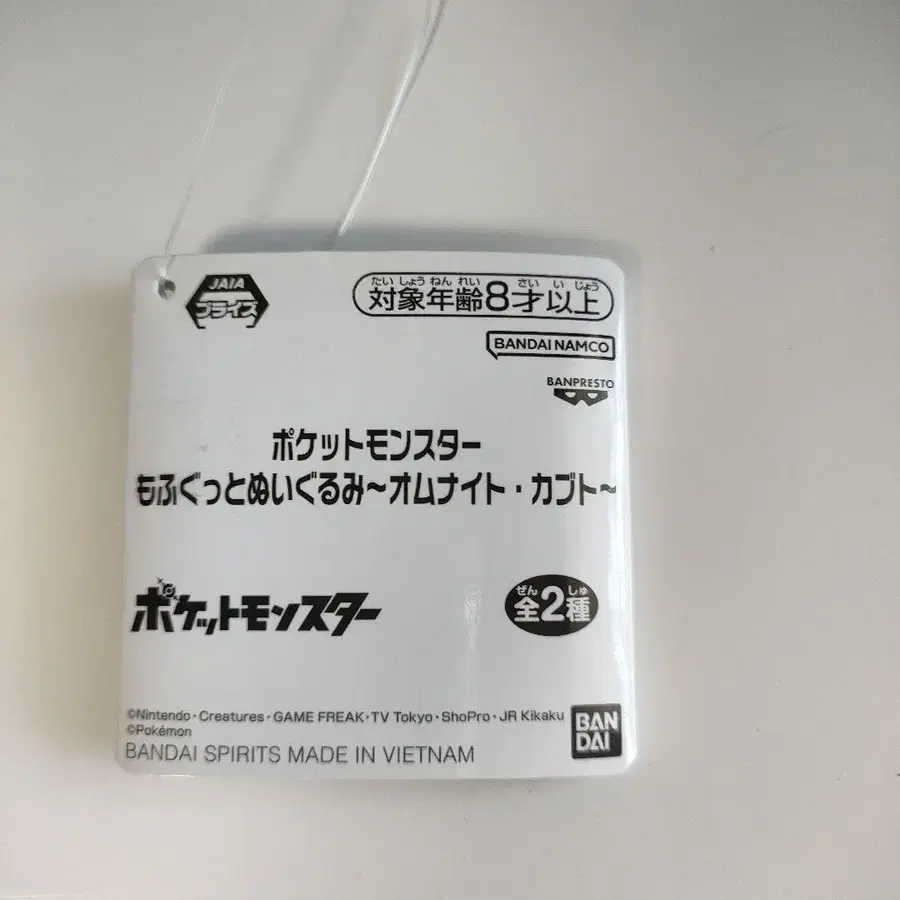 JAIA
プライズ
たいしょうねんれい さい いじょう
対象年齢8才以上
BANDAI NAMCO
BANPRESTO
ポケットモンスター
もふぐっとぬいぐるみ~オムナイト・カブト~
ポケットモンスター
ぜん しゅ
全2種
©Nintendo・Creatures・GAME FREAK・TV Tokyo・ShoPro・JR Kikaku
©Pokémon
BANDAI SPIRITS MADE IN VIETNAM
BAN
DAI